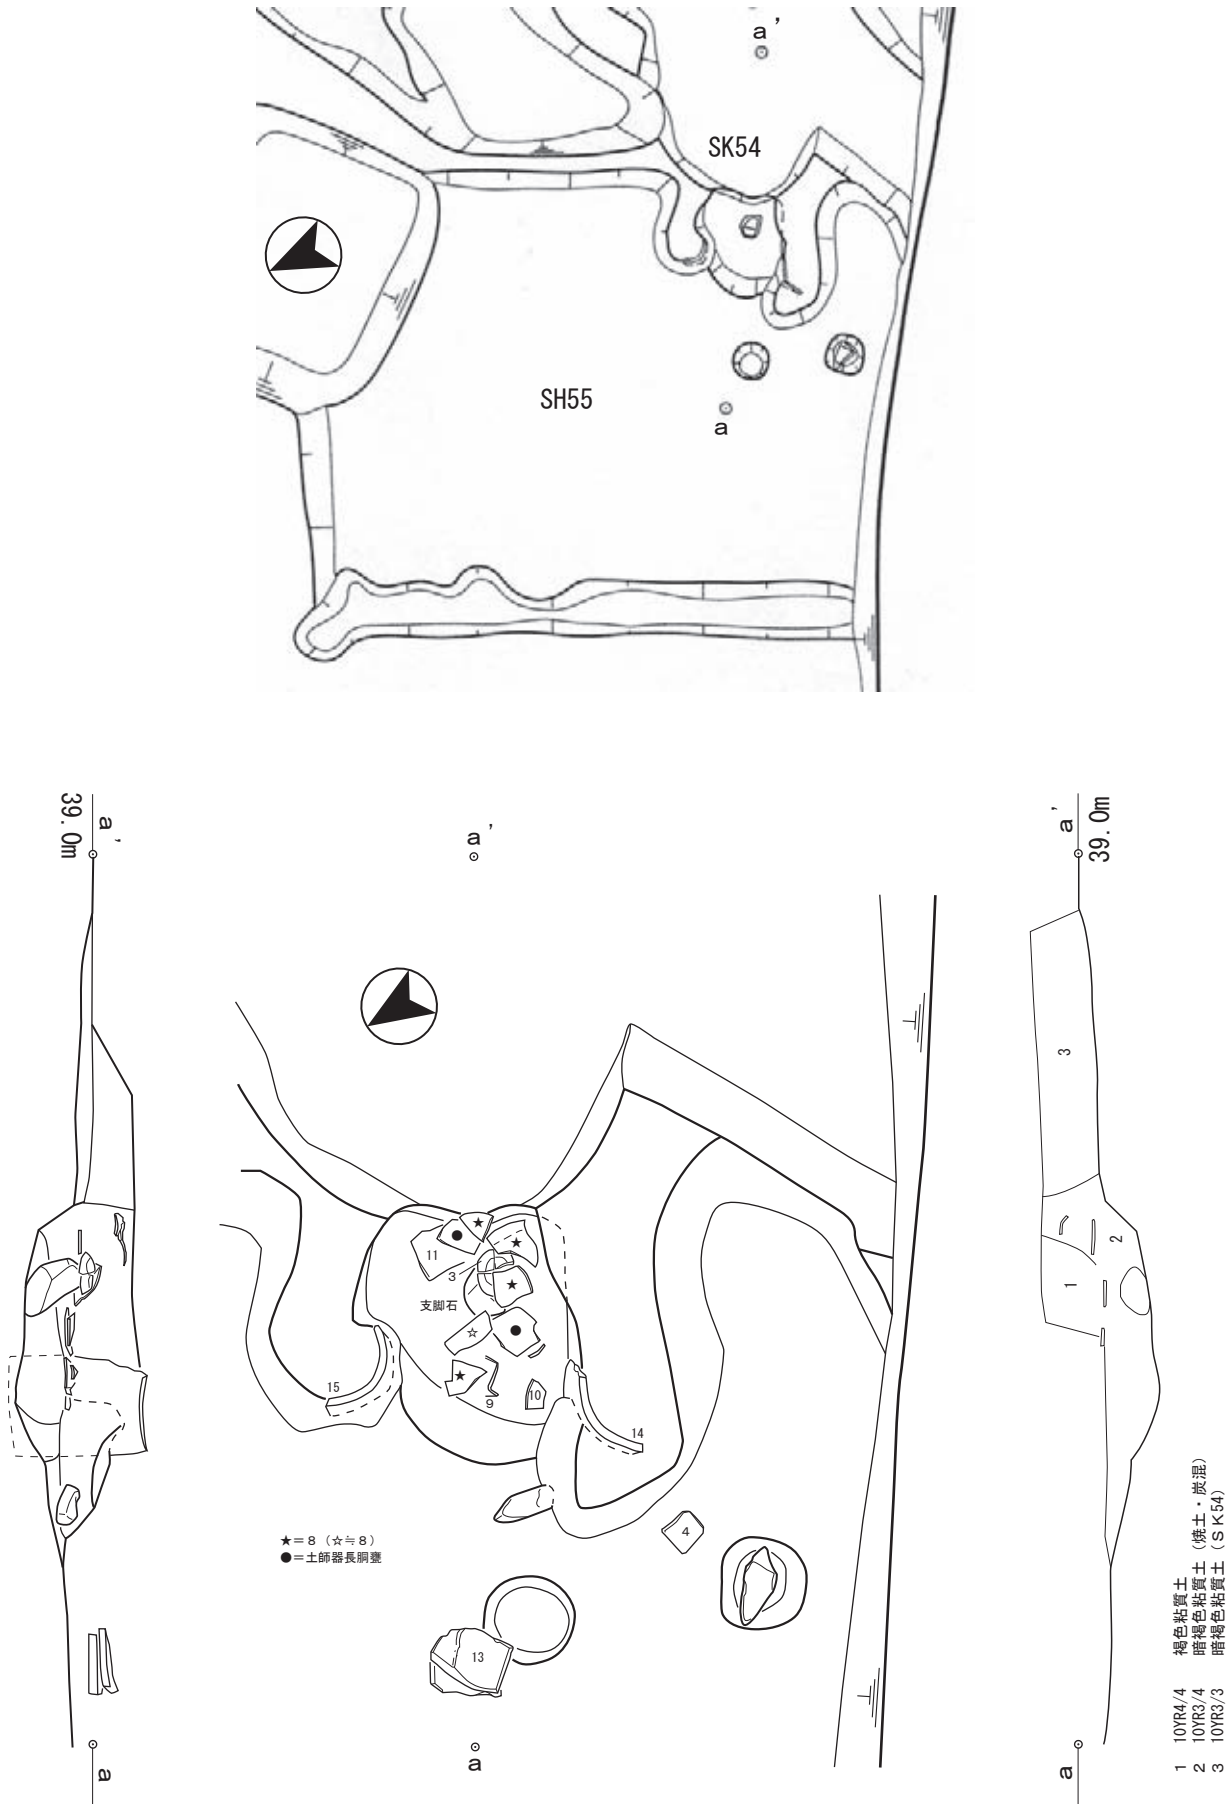 a'
SK54
SH55
a
39.0m
a'
a'
a'
39.0m
11
3
支脚石
☆
9
10
15
14
4
13
★=8（☆≒8）
●=土師器長胴甕
3
2
1
a
a
a
1 10YR4/4 褐色粘質土
2 10YR3/4 暗褐色粘質土（焼土・炭混）
3 10YR3/3 暗褐色粘質土（SK54）